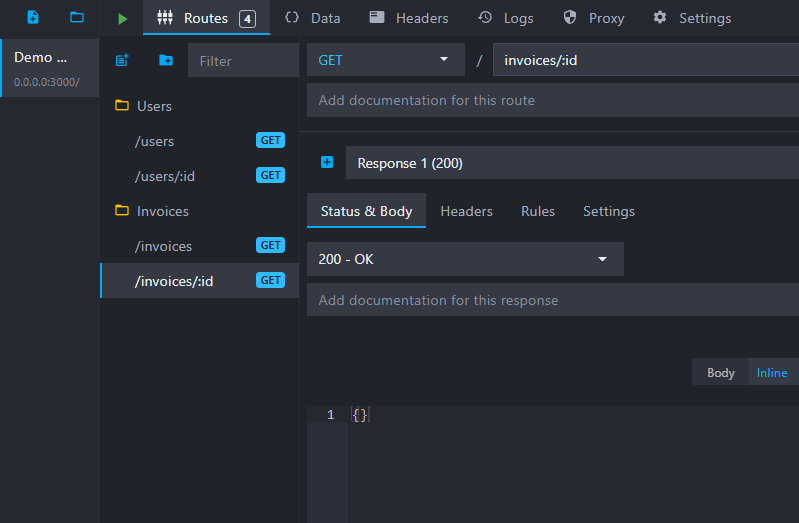 Routes 4 Data Headers Logs Proxy Settings
Demo ...
0.0.0.0:3000/
Filter
Users
/users GET
/users/:id GET
Invoices
/invoices GET
/invoices/:id GET
GET / invoices/:id
Add documentation for this route
Response 1 (200)
Status & Body Headers Rules Settings
200 - OK
Add documentation for this response
Body Inline
1 {}